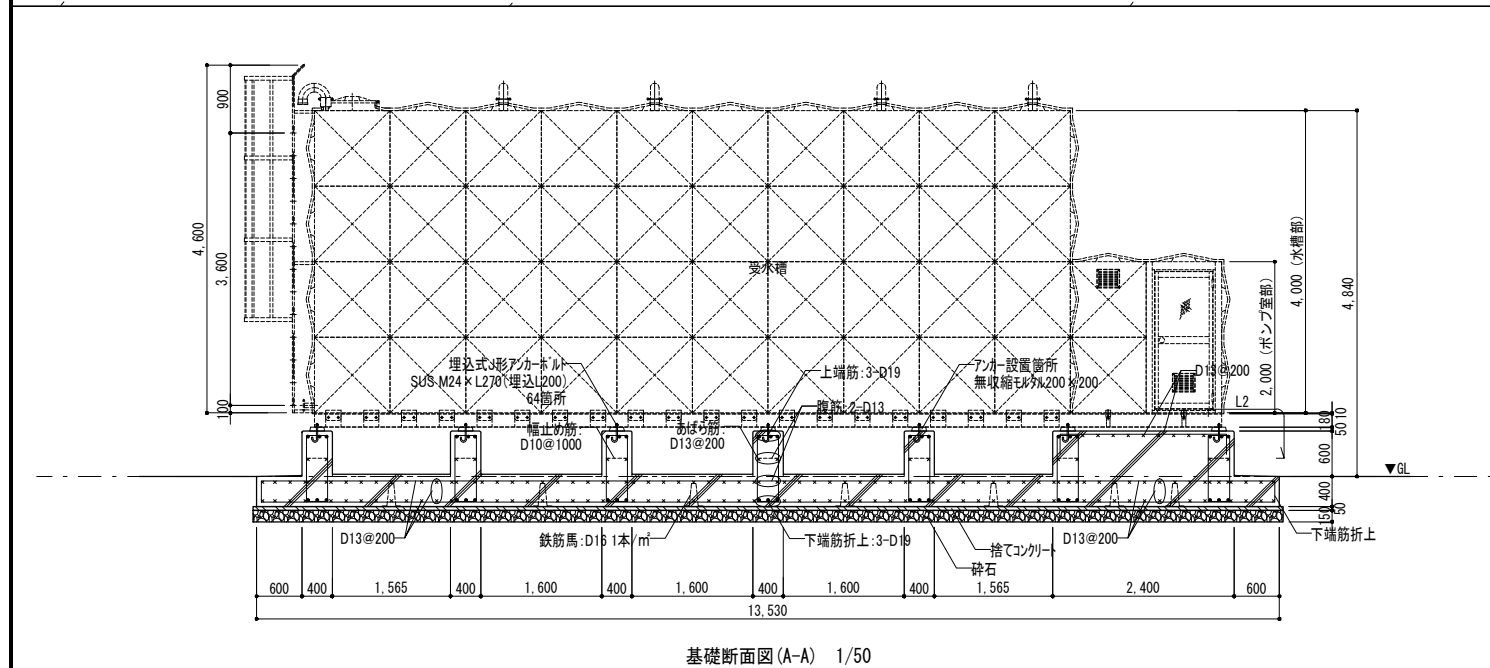 900
4,600
3,600
100
受水槽
4,000 (水槽部)
4,840
2,000 (ポンプ室部)
埋込式J形アンカーボルト
SUS M24×L270(埋込L200)
64箇所
上端筋:3-D19
アンカー設置箇所
無収縮モルタル200×200
D13@200
腹筋:2-D13
L2
幅止め筋:
D10@1000
あばら筋:
D13@200
180
10
50
600
▼GL
400
50
150
D13@200
鉄筋馬:D16 1本/㎡
下端筋折上:3-D19
捨てコンクリート
砕石
D13@200
下端筋折上
600
400
1,565
400
1,600
400
1,600
400
1,600
400
1,565
2,400
600
13,530
基礎断面図(A-A) 1/50